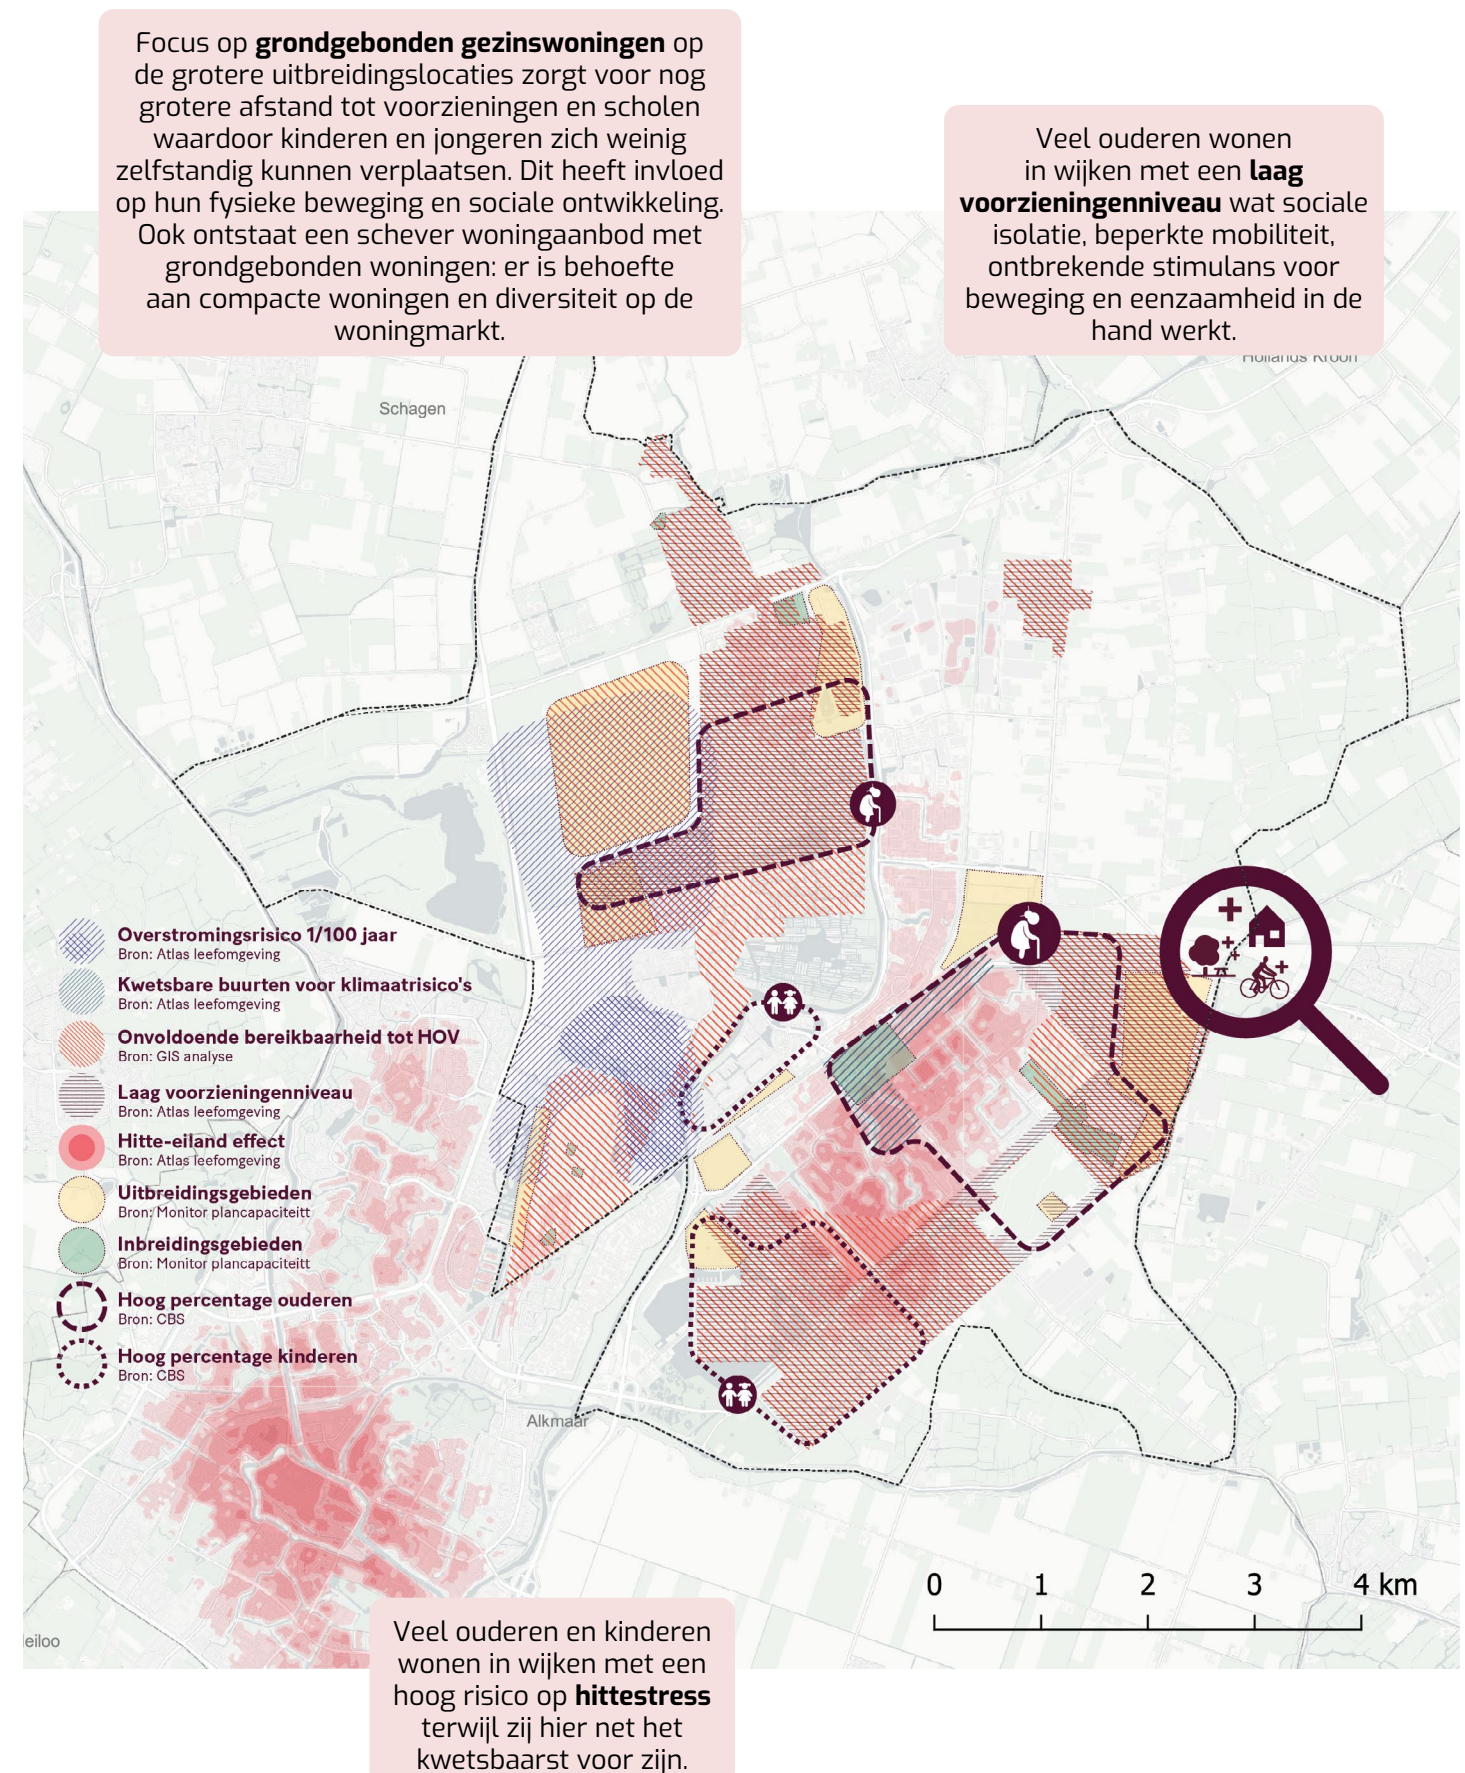 Focus op grondgebonden gezinswoningen op
de grotere uitbreidingslocaties zorgt voor nog
grotere afstand tot voorzieningen en scholen
waardoor kinderen en jongeren zich weinig
zelfstandig kunnen verplaatsen. Dit heeft invloed
op hun fysieke beweging en sociale ontwikkeling.
Ook ontstaat een schever woningaanbod met
grondgebonden woningen: er is behoefte
aan compacte woningen en diversiteit op de
woningmarkt.
Veel ouderen wonen
in wijken met een laag
voorzieningenniveau wat sociale
isolatie, beperkte mobiliteit,
ontbrekende stimulans voor
beweging en eenzaamheid in de
hand werkt.
Hollands Kroon
Schagen
Overstromingsrisico 1/100 jaar
Bron: Atlas leefomgeving
Kwetsbare buurten voor klimaatrisico's
Bron: Atlas leefomgeving
Onvoldoende bereikbaarheid tot HOV
Bron: GIS analyse
Laag voorzieningenniveau
Bron: Atlas leefomgeving
Hitte-eiland effect
Bron: Atlas leefomgeving
Uitbreidingsgebieden
Bron: Monitor plancapaciteitt
Inbreidingsgebieden
Bron: Monitor plancapaciteitt
Hoog percentage ouderen
Bron: CBS
Hoog percentage kinderen
Bron: CBS
Alkmaar
0 1 2 3 4 km
eiloo
Veel ouderen en kinderen
wonen in wijken met een
hoog risico op hittestress
terwijl zij hier net het
kwetsbaarst voor zijn.